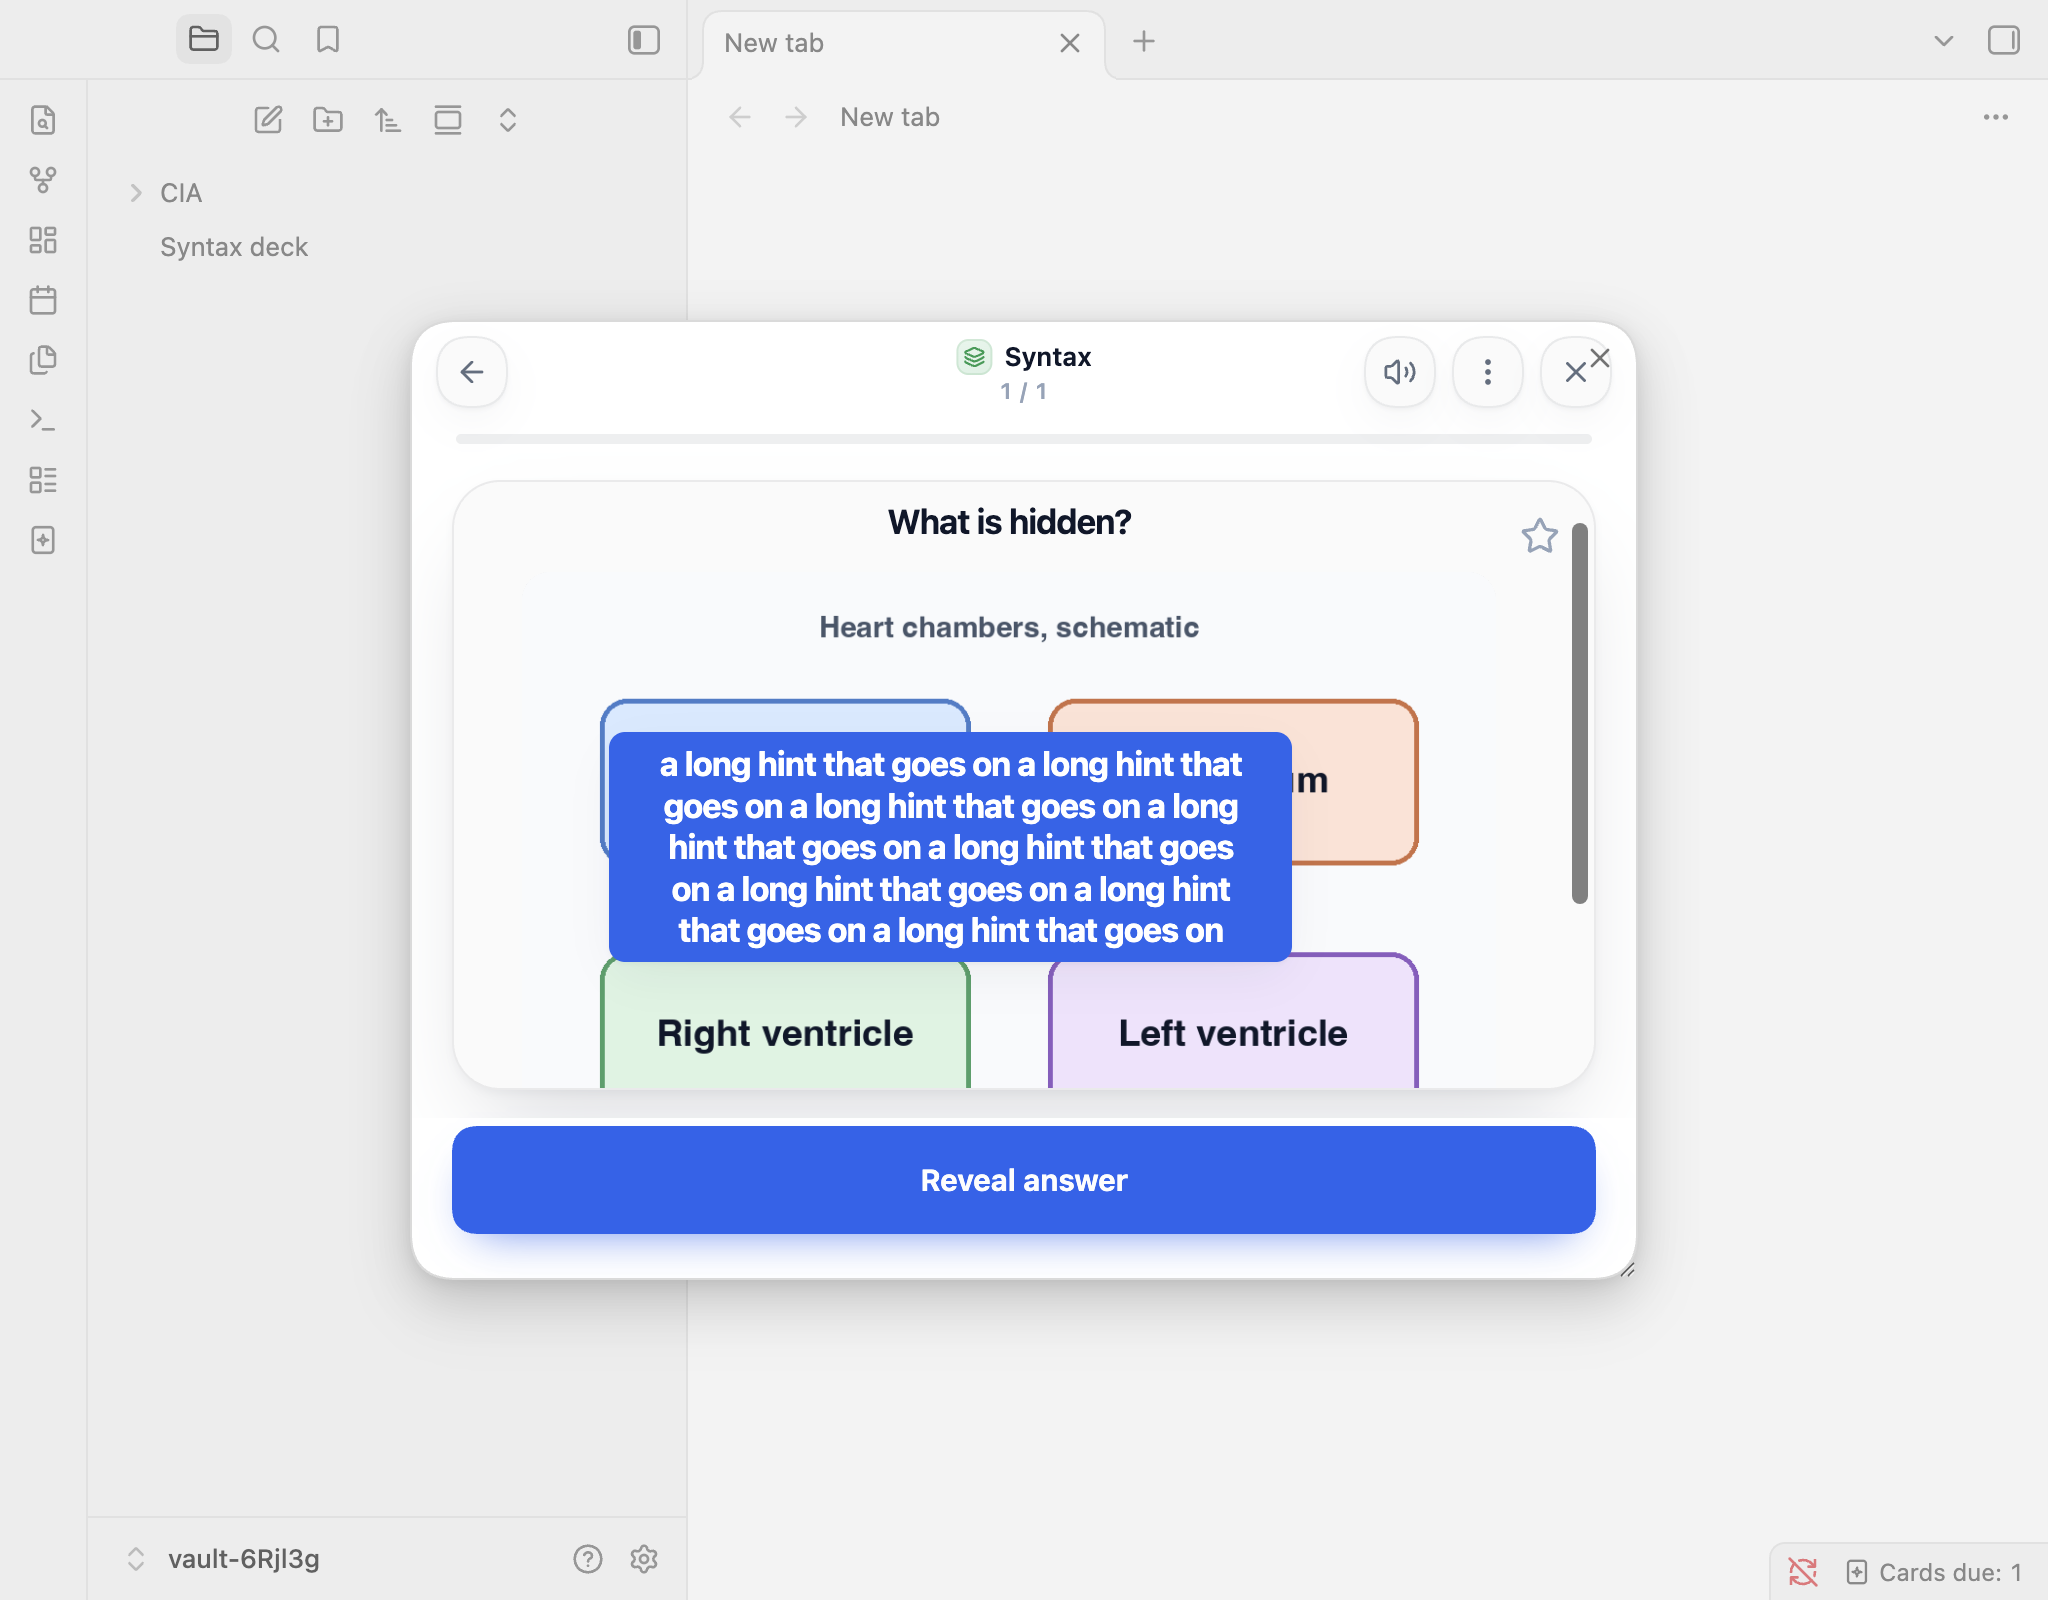 New tab
New tab
CIA
Syntax deck
Syntax
1 / 1
What is hidden?
Heart chambers, schematic
a long hint that goes on a long hint that
goes on a long hint that goes on a long
hint that goes on a long hint that goes
on a long hint that goes on a long hint
that goes on a long hint that goes on
Right ventricle
Left ventricle
Reveal answer
vault-6Rjl3g
Cards due: 1